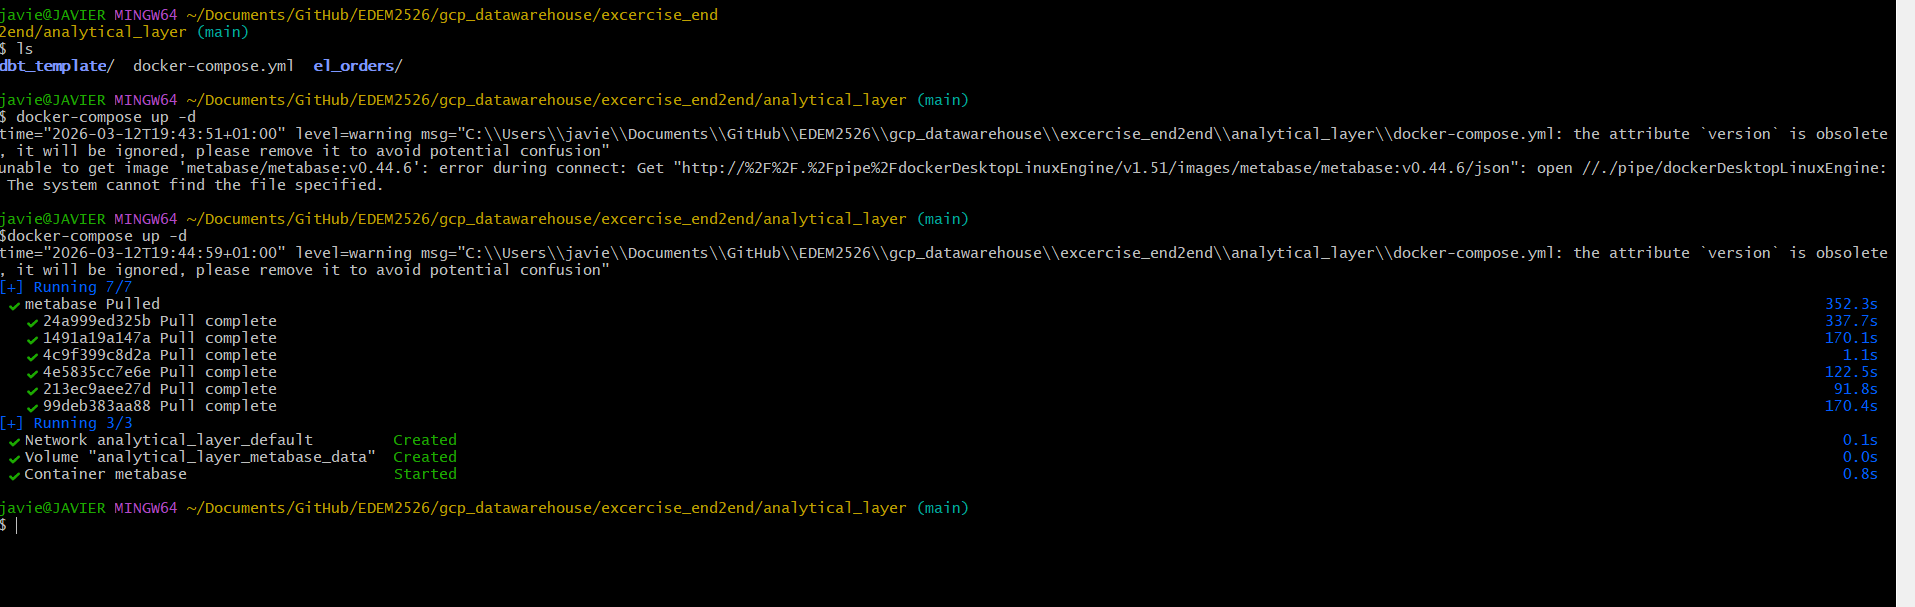 javie@JAVIER MINGW64 ~/Documents/GitHub/EDEM2526/gcp_datawarehouse/excercise_end
2end/analytical_layer (main)
$ ls
dbt_template/  docker-compose.yml  el_orders/
javie@JAVIER MINGW64 ~/Documents/GitHub/EDEM2526/gcp_datawarehouse/excercise_end2end/analytical_layer (main)
$ docker-compose up -d
time="2026-03-12T19:43:51+01:00" level=warning msg="C:\\Users\\javie\\Documents\\GitHub\\EDEM2526\\gcp_datawarehouse\\excercise_end2end\\analytical_layer\\docker-compose.yml: the attribute `version` is obsolete
, it will be ignored, please remove it to avoid potential confusion"
unable to get image 'metabase/metabase:v0.44.6': error during connect: Get "http://%2F%2F.%2Fpipe%2FdockerDesktopLinuxEngine/v1.51/images/metabase/metabase:v0.44.6/json": open //./pipe/dockerDesktopLinuxEngine:
 The system cannot find the file specified.
javie@JAVIER MINGW64 ~/Documents/GitHub/EDEM2526/gcp_datawarehouse/excercise_end2end/analytical_layer (main)
$docker-compose up -d
time="2026-03-12T19:44:59+01:00" level=warning msg="C:\\Users\\javie\\Documents\\GitHub\\EDEM2526\\gcp_datawarehouse\\excercise_end2end\\analytical_layer\\docker-compose.yml: the attribute `version` is obsolete
, it will be ignored, please remove it to avoid potential confusion"
[+] Running 7/7
✔ metabase Pulled 352.3s
✔ 24a999ed325b Pull complete 337.7s
✔ 1491a19a147a Pull complete 170.1s
✔ 4c9f399c8d2a Pull complete 1.1s
✔ 4e5835cc7e6e Pull complete 122.5s
✔ 213ec9aee27d Pull complete 91.8s
✔ 99deb383aa88 Pull complete 170.4s
[+] Running 3/3
✔ Network analytical_layer_default Created 0.1s
✔ Volume "analytical_layer_metabase_data" Created 0.0s
✔ Container metabase Started 0.8s
javie@JAVIER MINGW64 ~/Documents/GitHub/EDEM2526/gcp_datawarehouse/excercise_end2end/analytical_layer (main)
$